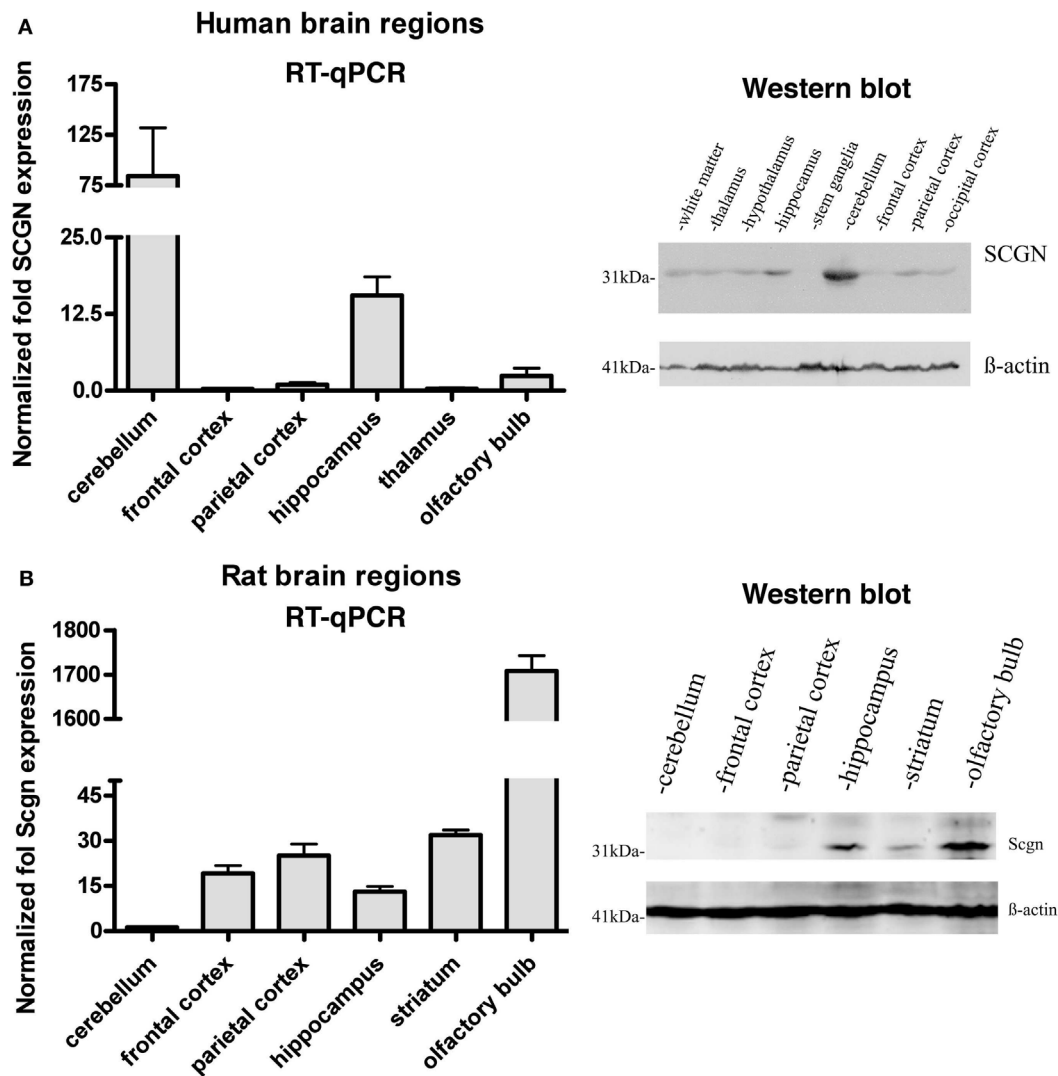 A
Human brain regions
RT-qPCR
Normalized fold SCGN expression
175
125
75
25.0
12.5
0.0
cerebellum
frontal cortex
parietal cortex
hippocampus
thalamus
olfactory bulb
Western blot
-white matter
-thalamus
-hypothalamus
-hippocamus
-stem ganglia
-cerebellum
-frontal cortex
-parietal cortex
-occipital cortex
31kDa-
SCGN
41kDa-
ß-actin
B
Rat brain regions
RT-qPCR
Normalized fol Scgn expression
1800
1700
1600
45
30
15
0
cerebellum
frontal cortex
parietal cortex
hippocampus
striatum
olfactory bulb
Western blot
-cerebellum
-frontal cortex
-parietal cortex
-hippocampus
-striatum
-olfactory bulb
31kDa-
Scgn
41kDa-
ß-actin